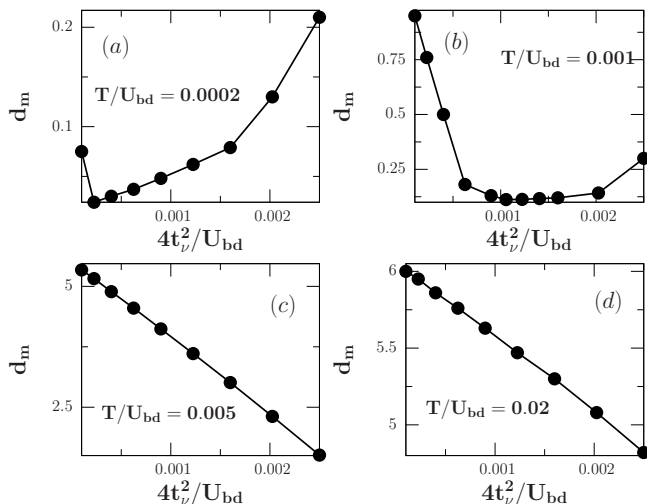 0.2
(a)
T/U_bd = 0.0002
d_m
0.1
0.001
0.002
4t_ν^2/U_bd
(b)
0.75
T/U_bd = 0.001
d_m
0.5
0.25
0.001
0.002
4t_ν^2/U_bd
5
(c)
d_m
T/U_bd = 0.005
2.5
0.001
0.002
4t_ν^2/U_bd
6
(d)
d_m
T/U_bd = 0.02
5
0.001
0.002
4t_ν^2/U_bd